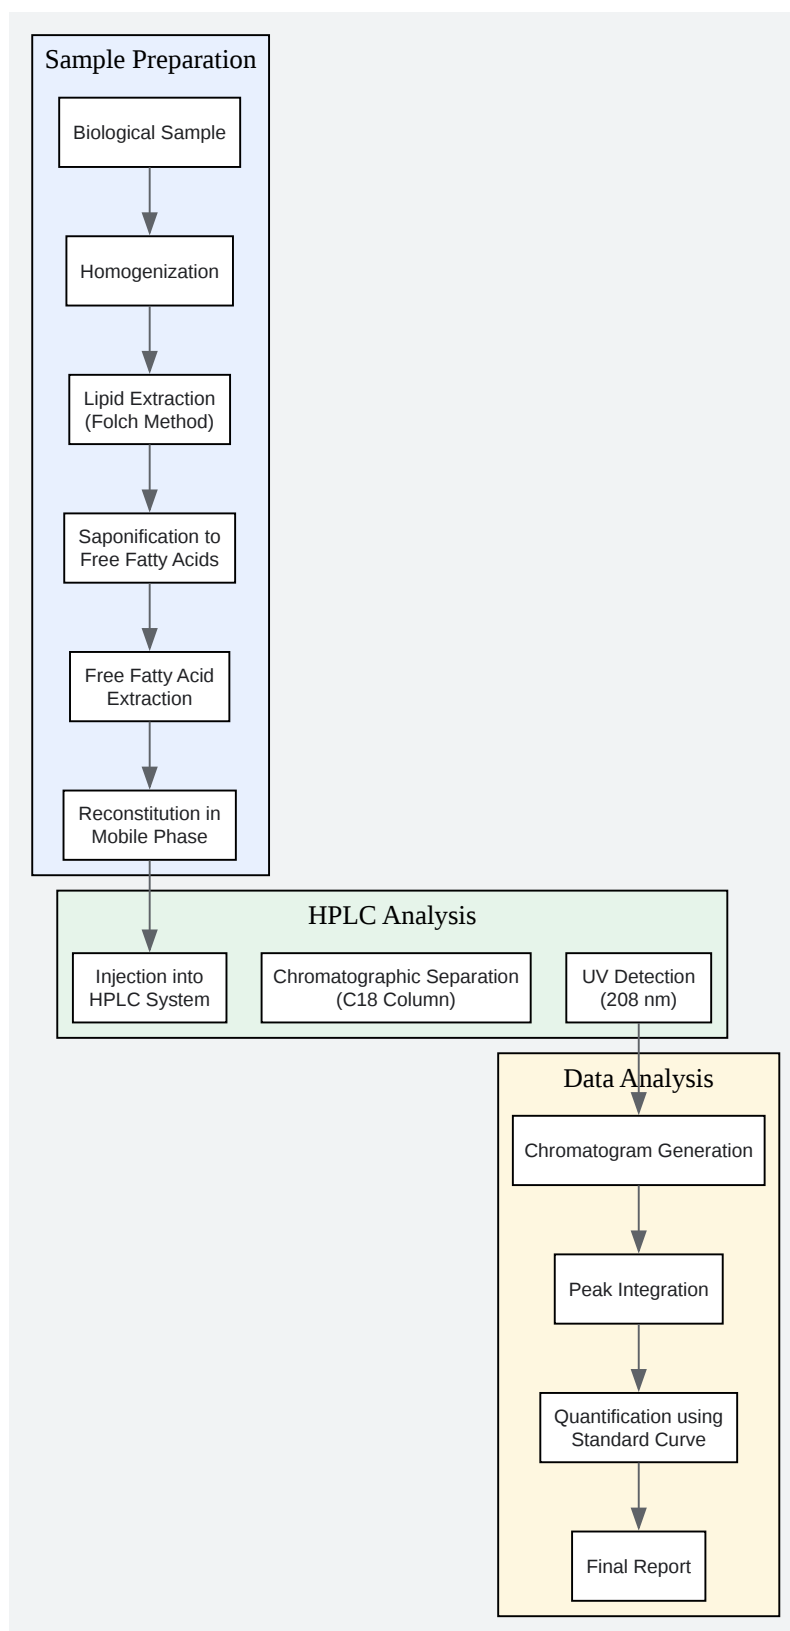 Sample Preparation
Biological Sample
Homogenization
Lipid Extraction
(Folch Method)
Saponification to
Free Fatty Acids
Free Fatty Acid
Extraction
Reconstitution in
Mobile Phase
HPLC Analysis
Injection into
HPLC System
Chromatographic Separation
(C18 Column)
UV Detection
(208 nm)
Data Analysis
Chromatogram Generation
Peak Integration
Quantification using
Standard Curve
Final Report